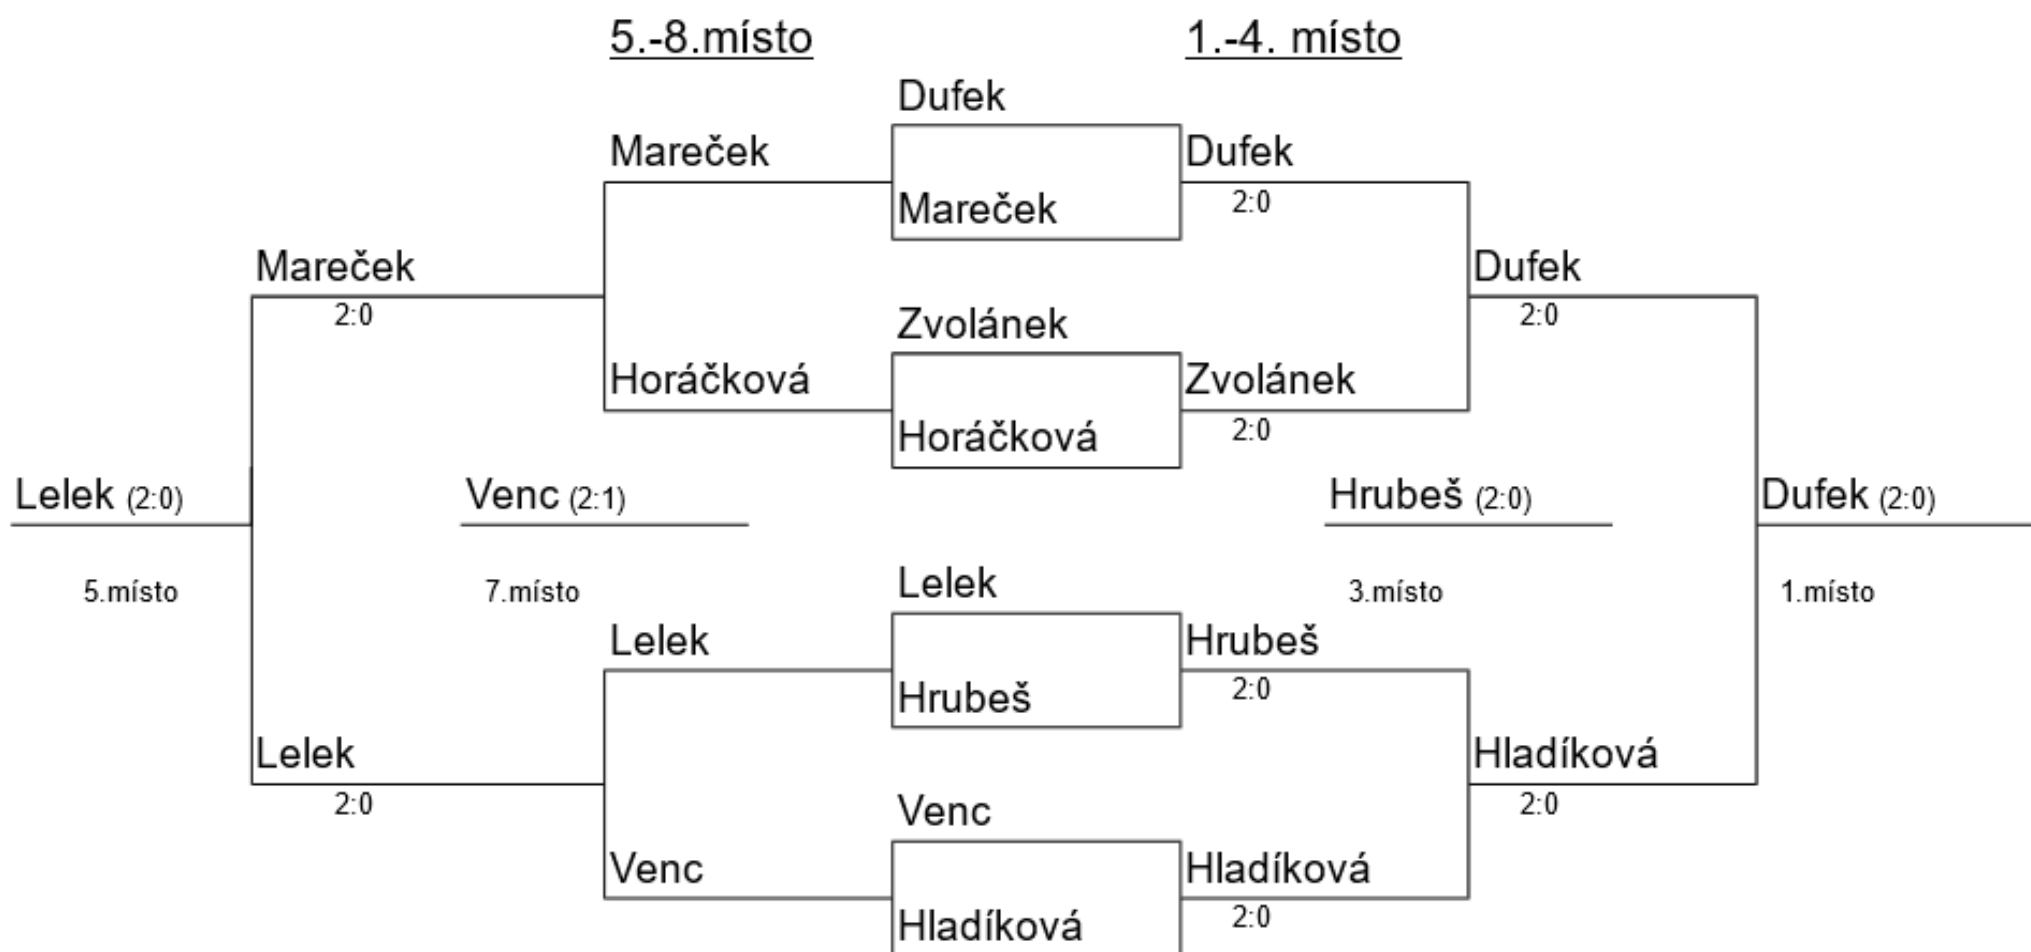 5.-8.místo
1.-4. místo
Dufek
Mareček
Dufek
2:0
Mareček
Mareček
2:0
Dufek
2:0
Zvolánek
Horáčková
Zvolánek
2:0
Horáčková
Lelek (2:0)
Venc (2:1)
Hrubeš (2:0)
Dufek (2:0)
5.místo
7.místo
3.místo
1.místo
Lelek
Lelek
Hrubeš
2:0
Hrubeš
Lelek
2:0
Hladíková
2:0
Venc
Venc
Hladíková
2:0
Hladíková